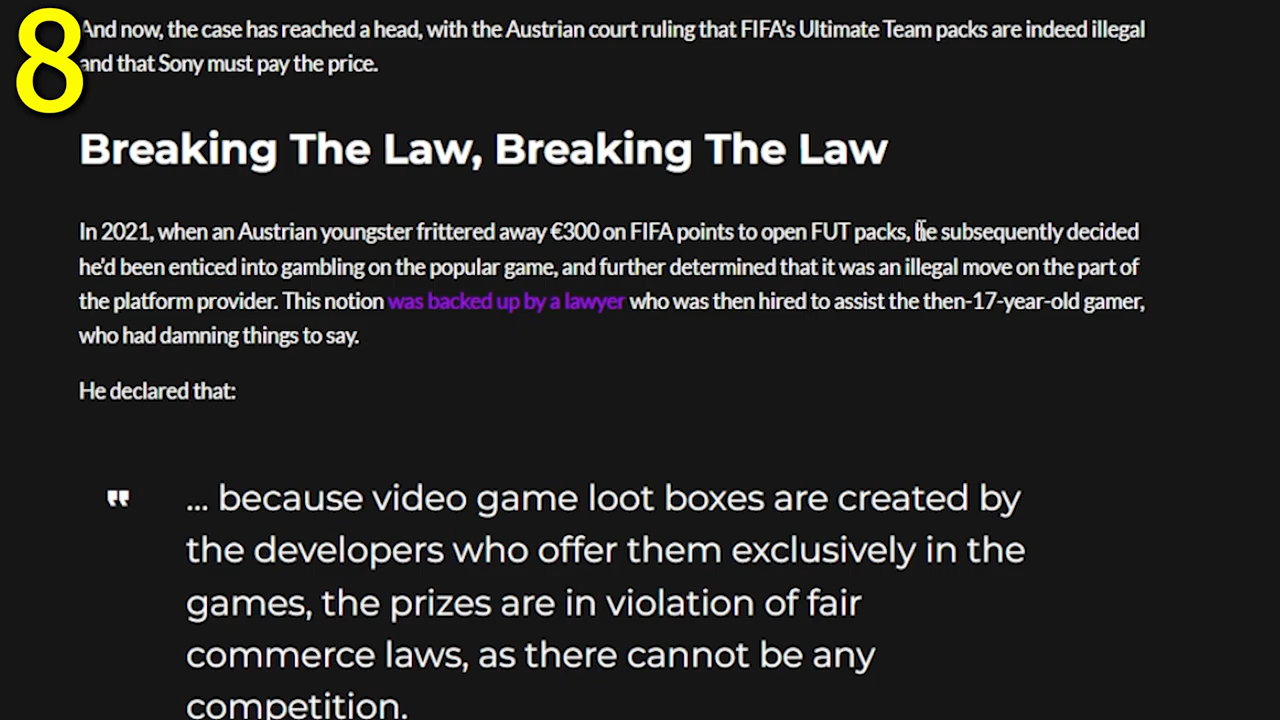 8
And now, the case has reached a head, with the Austrian court ruling that FIFA's Ultimate Team packs are indeed illegal
and that Sony must pay the price.
Breaking The Law, Breaking The Law
In 2021, when an Austrian youngster frittered away €300 on FIFA points to open FUT packs, he subsequently decided
he'd been enticed into gambling on the popular game, and further determined that it was an illegal move on the part of
the platform provider. This notion was backed up by a lawyer who was then hired to assist the then-17-year-old gamer,
who had damning things to say.
He declared that:
" ... because video game loot boxes are created by
the developers who offer them exclusively in the
games, the prizes are in violation of fair
commerce laws, as there cannot be any
competition.